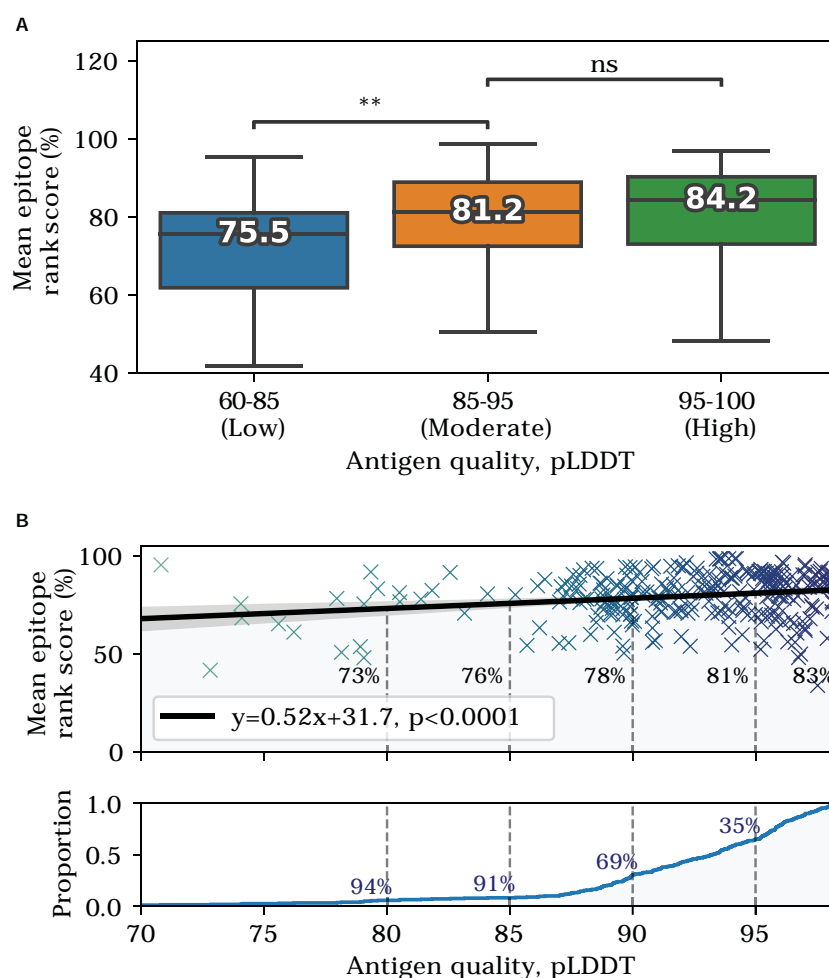 A
Mean epitope
rank score (%)
120
100
80
60
40
**
ns
75.5
81.2
84.2
60-85
(Low)
85-95
(Moderate)
95-100
(High)
Antigen quality, pLDDT
B
Mean epitope
rank score (%)
100
50
0
73%
76%
78%
81%
83%
y=0.52x+31.7, p<0.0001
Proportion
1.0
0.5
0.0
94%
91%
69%
35%
70
75
80
85
90
95
Antigen quality, pLDDT